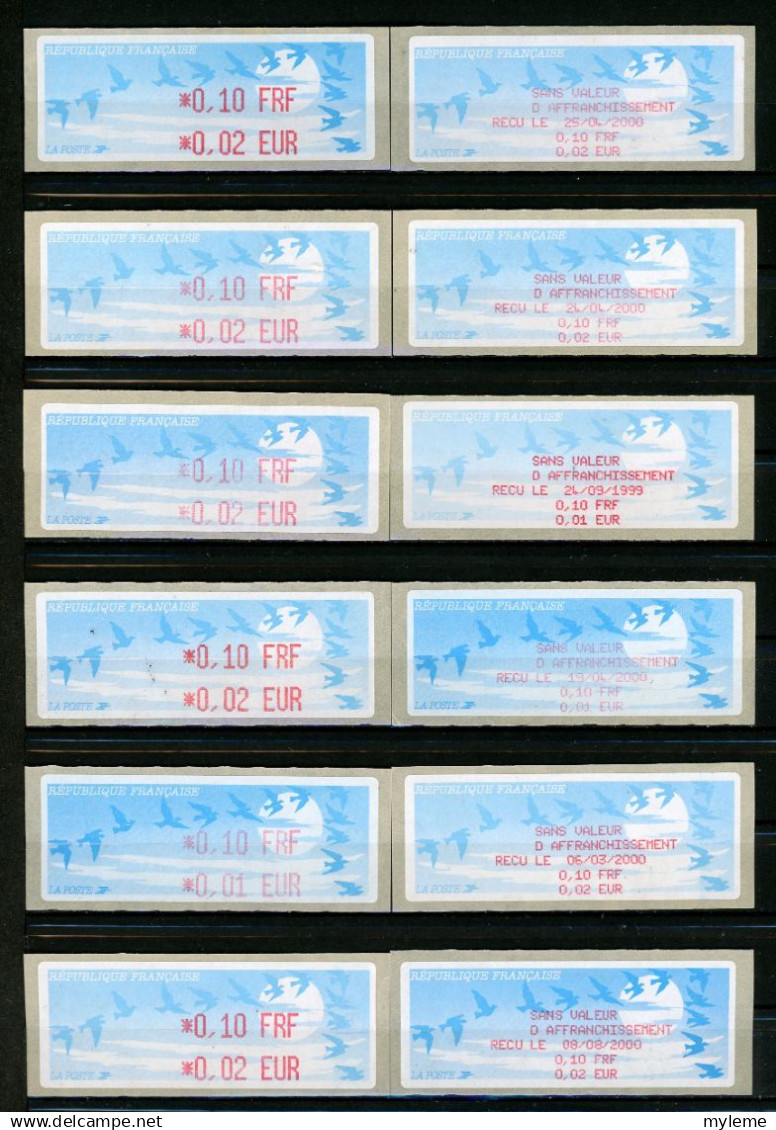 RÉPUBLIQUE FRANÇAISE
*0,10 FRF
*0,02 EUR
LA POSTE
RÉPUBLIQUE FRANÇAISE
SANS VALEUR
D AFFRANCHISSEMENT
RECU LE 25/04/2000
0,10 FRF
0,02 EUR
LA POSTE
RÉPUBLIQUE FRANÇAISE
*0,10 FRF
*0,02 EUR
LA POSTE
RÉPUBLIQUE FRANÇAISE
SANS VALEUR
D AFFRANCHISSEMENT
RECU LE 24/04/2000
0,10 FRF
0,02 EUR
LA POSTE
RÉPUBLIQUE FRANÇAISE
*0,10 FRF
*0,02 EUR
LA POSTE
RÉPUBLIQUE FRANÇAISE
SANS VALEUR
D AFFRANCHISSEMENT
RECU LE 24/09/1999
0,10 FRF
0,01 EUR
LA POSTE
RÉPUBLIQUE FRANÇAISE
*0,10 FRF
*0,02 EUR
LA POSTE
RÉPUBLIQUE FRANÇAISE
SANS VALEUR
D AFFRANCHISSEMENT
RECU LE 19/04/2000,
0,10 FRF
0,01 EUR
LA POSTE
RÉPUBLIQUE FRANÇAISE
*0,10 FRF
*0,01 EUR
LA POSTE
RÉPUBLIQUE FRANÇAISE
SANS VALEUR
D AFFRANCHISSEMENT
RECU LE 06/03/2000
0,10 FRF
0,02 EUR
LA POSTE
RÉPUBLIQUE FRANÇAISE
*0,10 FRF
*0,02 EUR
LA POSTE
RÉPUBLIQUE FRANÇAISE
SANS VALEUR
D AFFRANCHISSEMENT
RECU LE 08/08/2000
0,10 FRF
0,02 EUR
LA POSTE
myleme